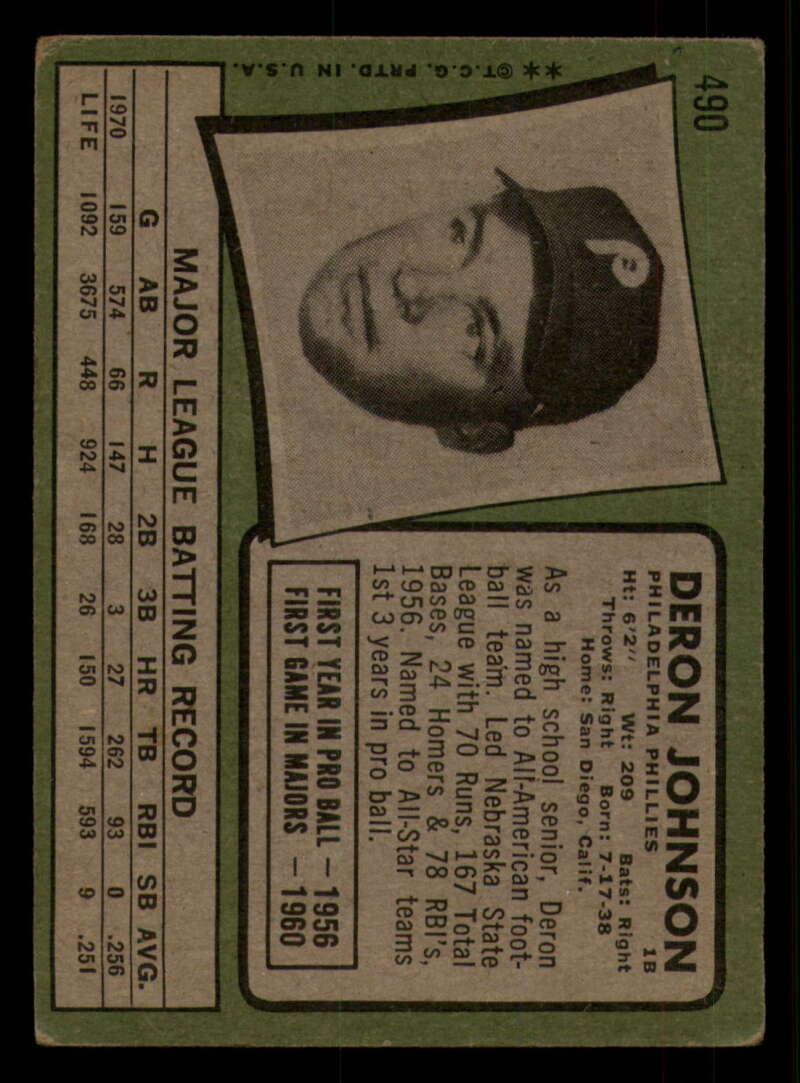 490
** ©T.C.G. PRTD. IN U.S.A.
P
DERON JOHNSON
PHILADELPHIA PHILLIES 1B
Ht: 6'2" Wt: 209 Bats: Right
Throws: Right Born: 7-17-38
Home: San Diego, Calif.
As a high school senior, Deron
was named to All-American foot-
ball team. Led Nebraska State
League with 70 Runs, 167 Total
Bases, 24 Homers & 78 RBI's,
1956. Named to All-Star teams
1st 3 years in pro ball.
FIRST YEAR IN PRO BALL — 1956
FIRST GAME IN MAJORS — 1960
MAJOR LEAGUE BATTING RECORD
G AB R H 2B 3B HR TB RBI SB AVG.
1970 159 574 66 147 28 3 27 262 93 0 .256
LIFE 1092 3675 448 924 168 26 150 1594 593 9 .251